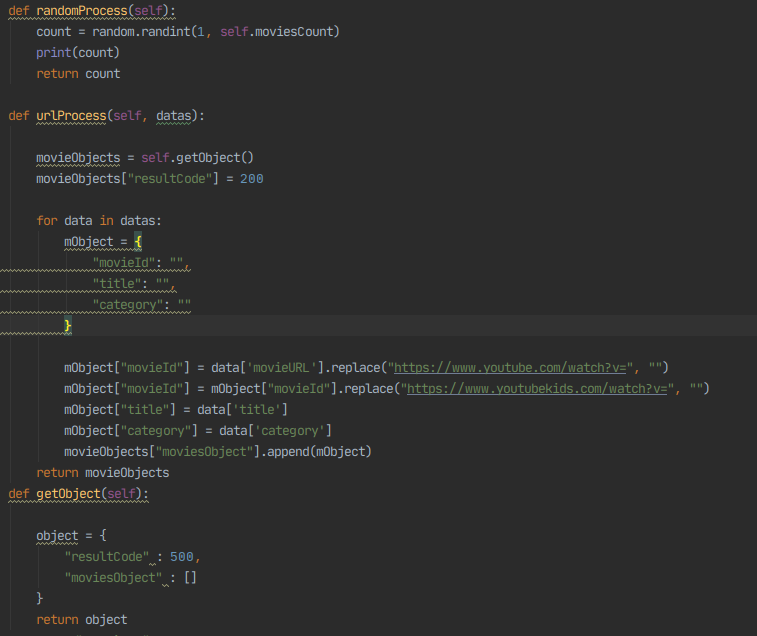 def randomProcess(self):
    count = random.randint(1, self.moviesCount)
    print(count)
    return count
def urlProcess(self, datas):
    movieObjects = self.getObject()
    movieObjects["resultCode"] = 200
    for data in datas:
        mObject = {
            "movieId": "",
            "title": "",
            "category": ""
        }
        mObject["movieId"] = data['movieURL'].replace("https://www.youtube.com/watch?v=", "")
        mObject["movieId"] = mObject["movieId"].replace("https://www.youtubekids.com/watch?v=", "")
        mObject["title"] = data['title']
        mObject["category"] = data['category']
        movieObjects["moviesObject"].append(mObject)
    return movieObjects
def getObject(self):
    object = {
        "resultCode" : 500,
        "moviesObject" : []
    }
    return object